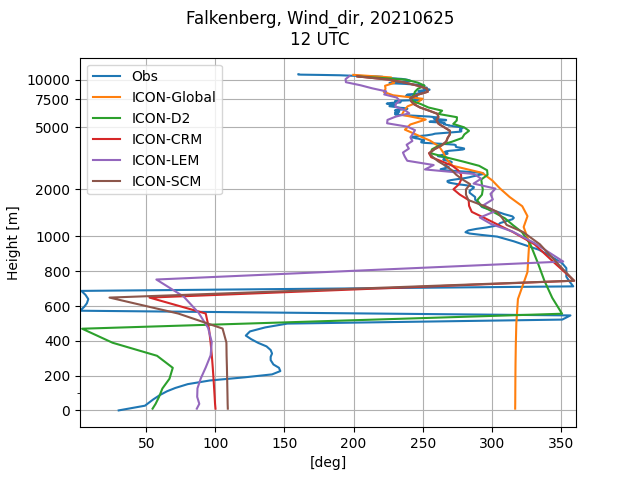 Falkenberg, Wind_dir, 20210625
12 UTC
Obs
ICON-Global
ICON-D2
ICON-CRM
ICON-LEM
ICON-SCM
10000
7500
5000
2000
1000
800
600
400
200
0
Height [m]
50 100 150 200 250 300 350
[deg]